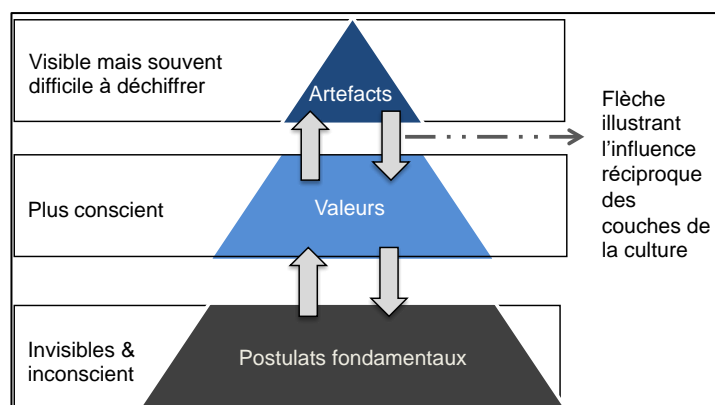 Visible mais souvent
difficile à déchiffrer
Artefacts
Flèche
illustrant
l'influence
réciproque
des
couches de
la culture
Plus conscient
Valeurs
Invisibles &
inconscient
Postulats fondamentaux